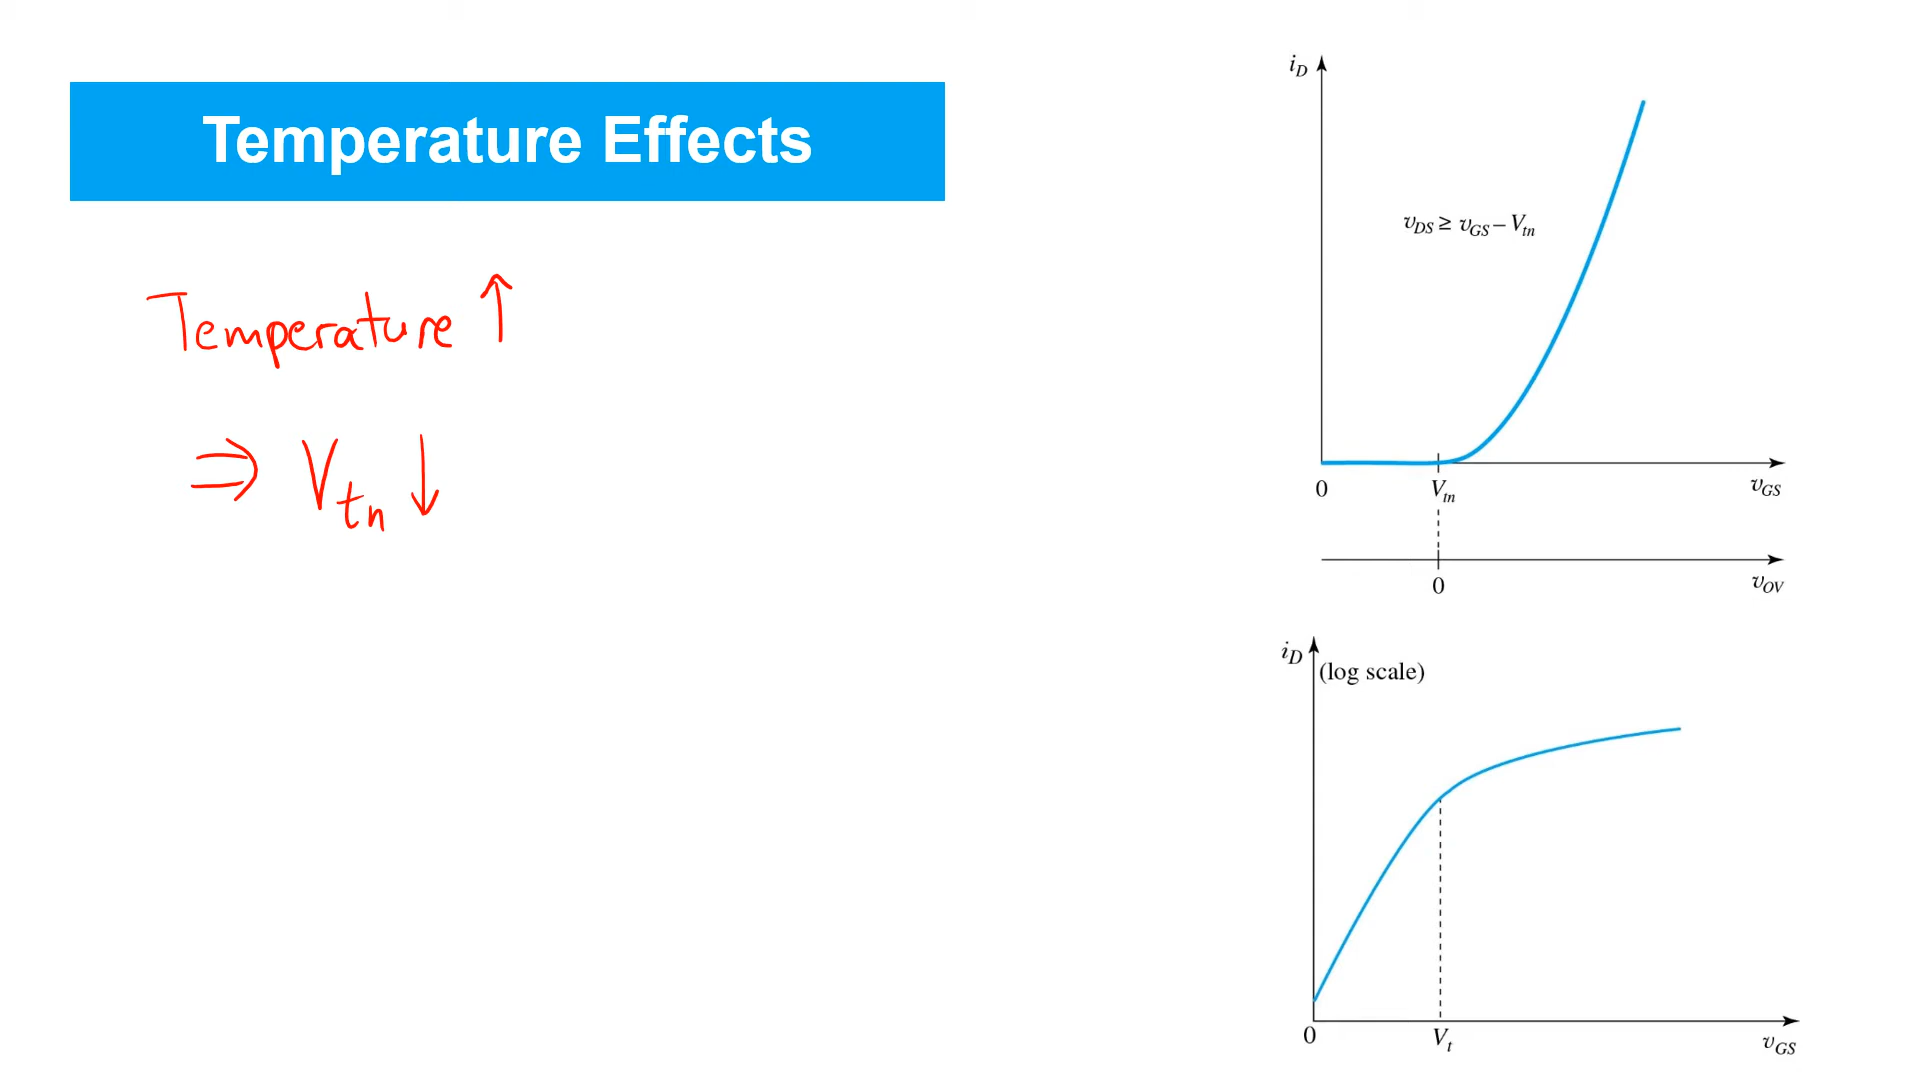 Temperature Effects
Temperature ↑
⇒ Vtn ↓
iD
vDS ≥ vGS – Vtn
0
Vtn
vGS
0
vOV
iD
(log scale)
0
Vt
vGS